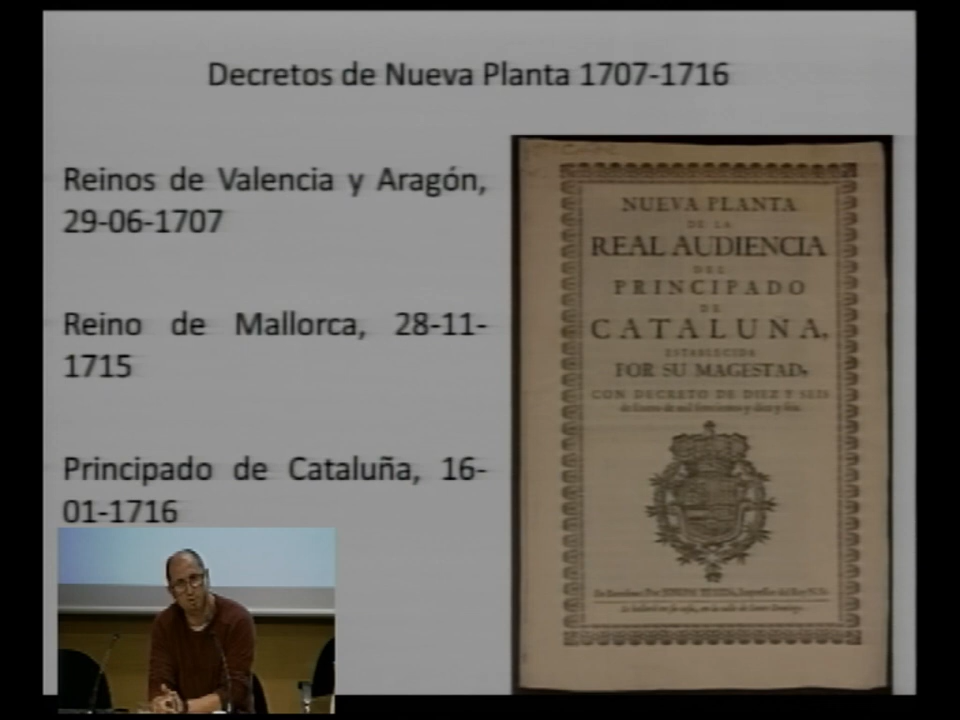 Decretos de Nueva Planta 1707-1716
Reinos de Valencia y Aragón,
29-06-1707
Reino de Mallorca, 28-11-
1715
Principado de Cataluña, 16-
01-1716
NUEVA PLANTA
DE LA
REAL AUDIENCIA
DEL
PRINCIPADO
DE
CATALUÑA,
ESTABLECIDA
POR SU MAGESTAD,
CON DECRETO DE DIEZ Y SEIS